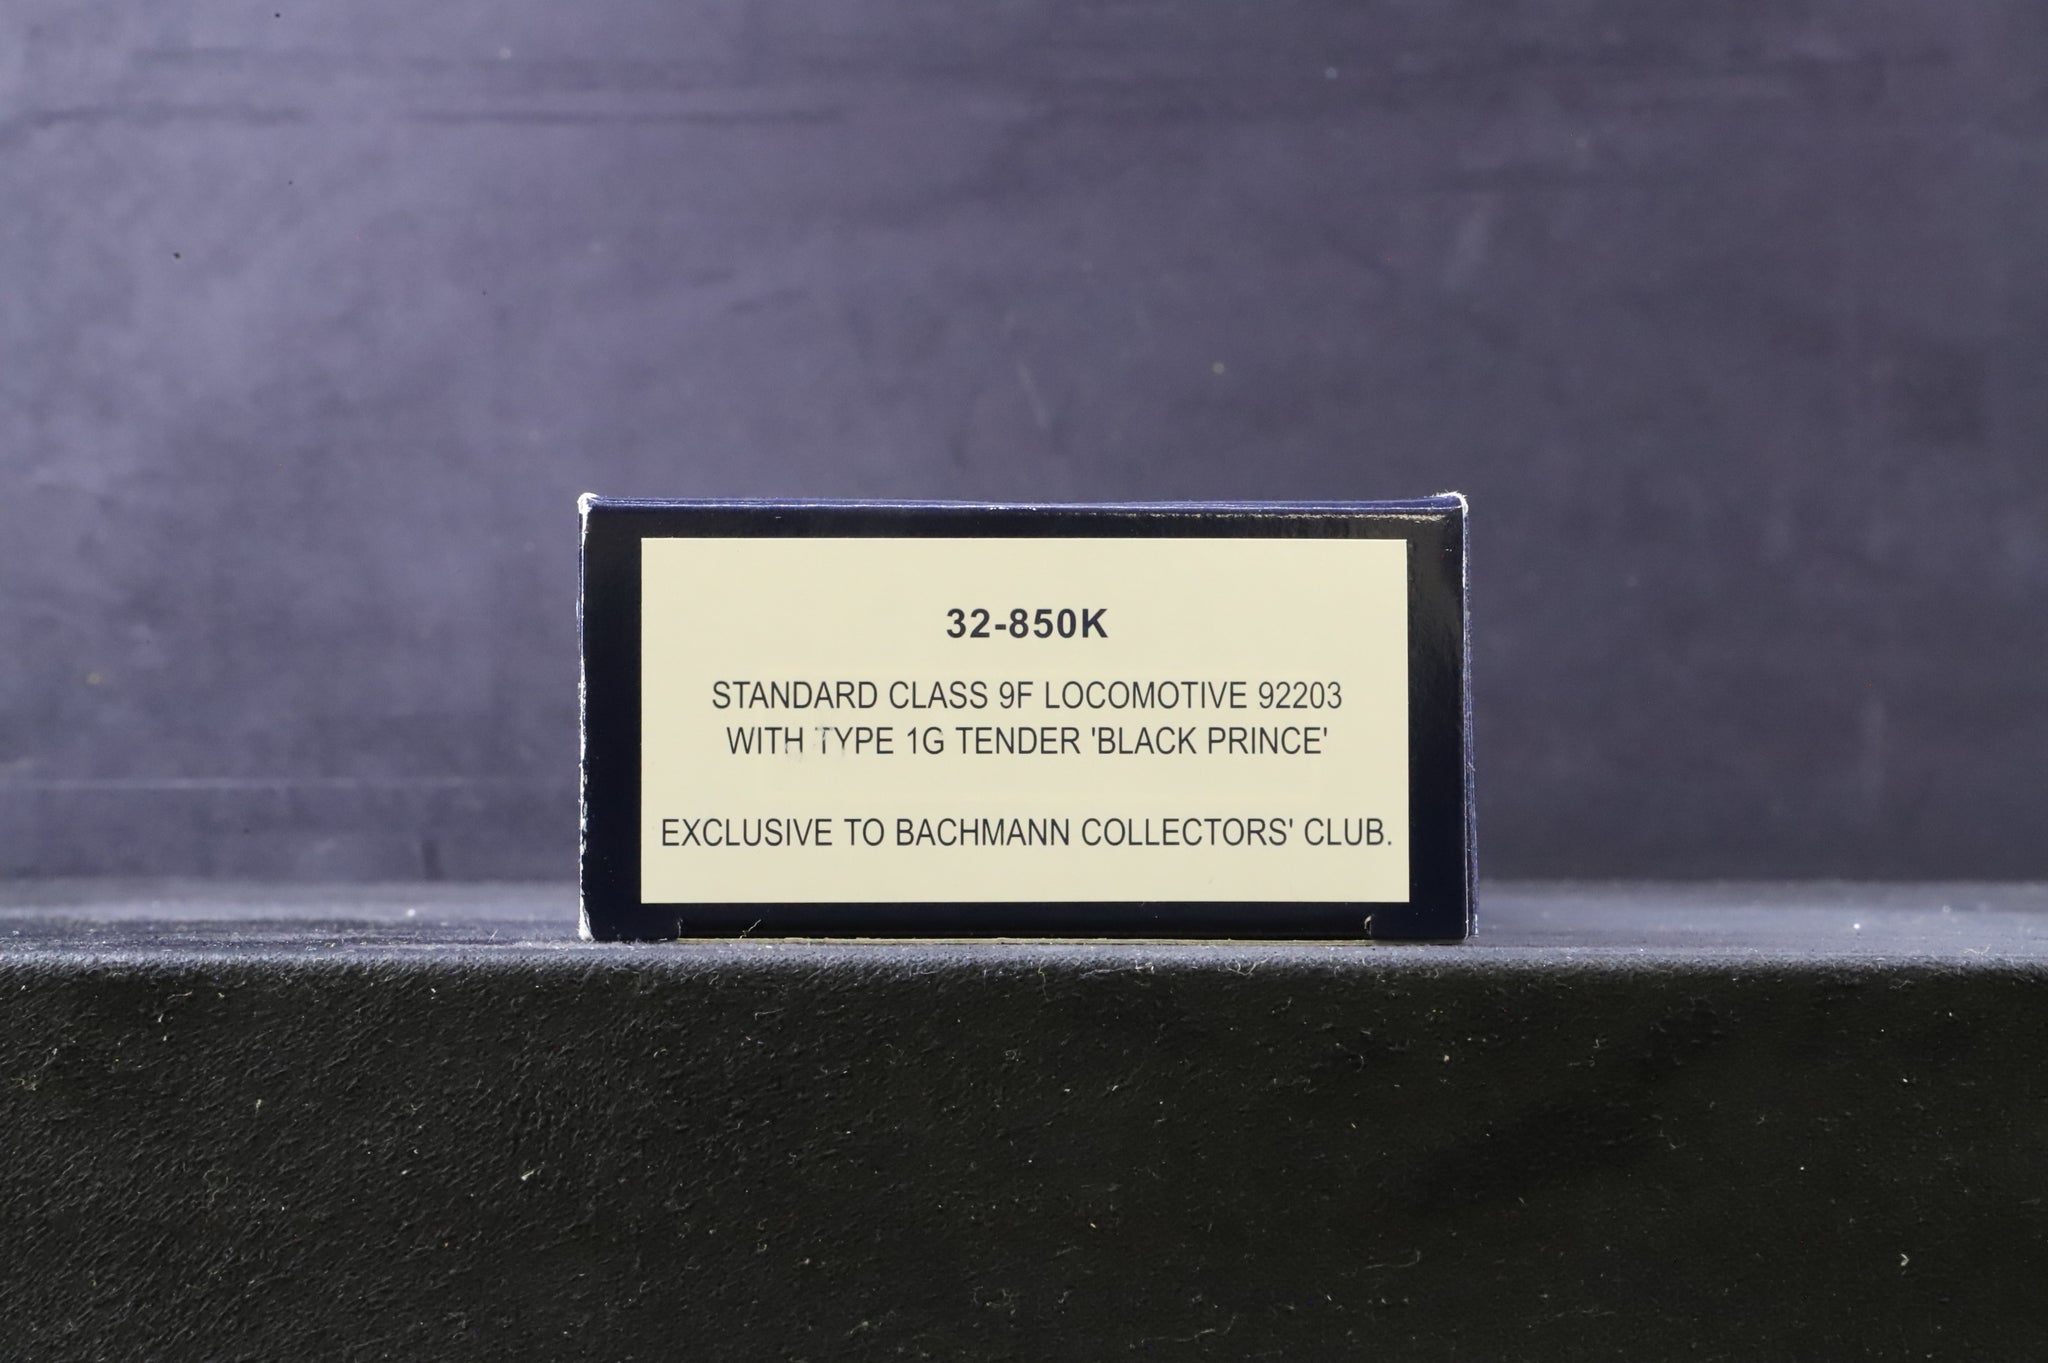 32-850K
STANDARD CLASS 9F LOCOMOTIVE 92203
WITH TYPE 1G TENDER 'BLACK PRINCE'
EXCLUSIVE TO BACHMANN COLLECTORS' CLUB.